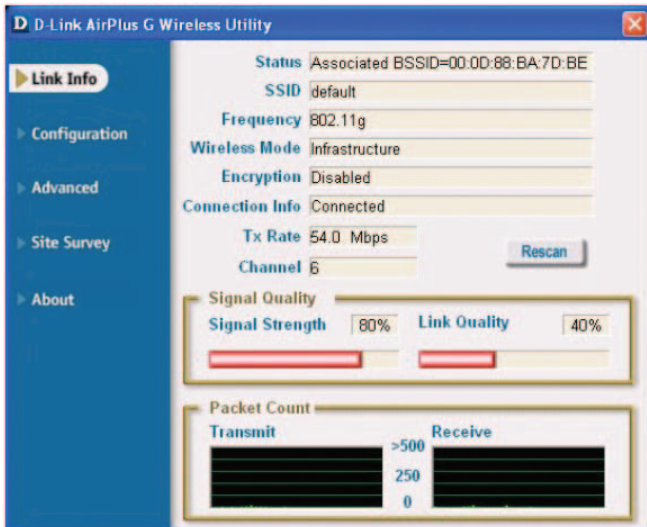 D D-Link AirPlus G Wireless Utility
Link Info
Configuration
Advanced
Site Survey
About
Status Associated BSSID=00:0D:88:BA:7D:BE
SSID default
Frequency 802.11g
Wireless Mode Infrastructure
Encryption Disabled
Connection Info Connected
Tx Rate 54.0 Mbps
Channel 6
Rescan
Signal Quality
Signal Strength 80% Link Quality 40%
Packet Count
Transmit Receive
>500
250
0